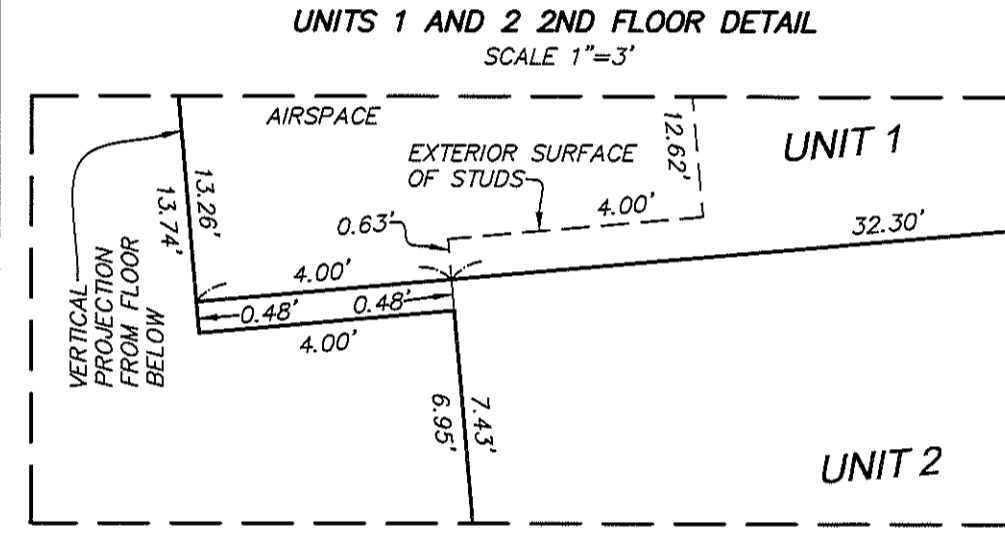 UNITS 1 AND 2 2ND FLOOR DETAIL
SCALE 1"=3'
AIRSPACE
UNIT 1
12.62'
EXTERIOR SURFACE
OF STUDS
4.00'
32.30'
0.63'
13.26'
13.74'
VERTICAL
PROJECTION
FROM FLOOR
BELOW
4.00'
0.48'
0.48'
4.00'
7.43'
6.95'
UNIT 2